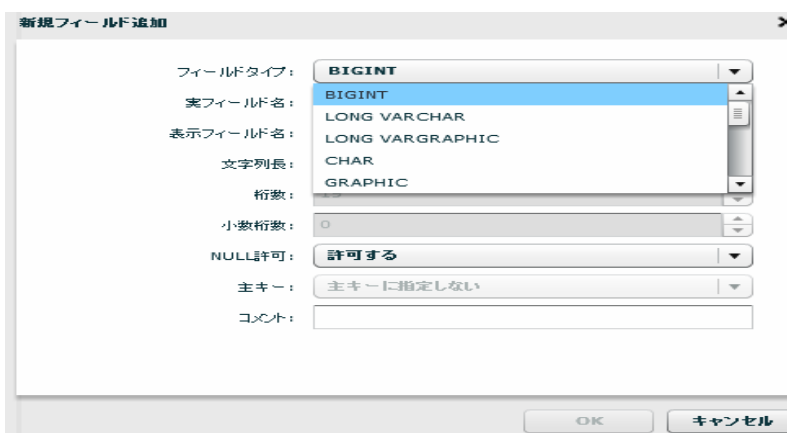 新規フィールド追加
フィールドタイプ: BIGINT
BIGINT
実フィールド名:
LONG VARCHAR
表示フィールド名:
LONG VARGRAPHIC
文字列長:
CHAR
GRAPHIC
桁数:
小数桁数: 0
NULL許可: 許可する
主キー: 主キーに指定しない
コメント:
OK キャンセル